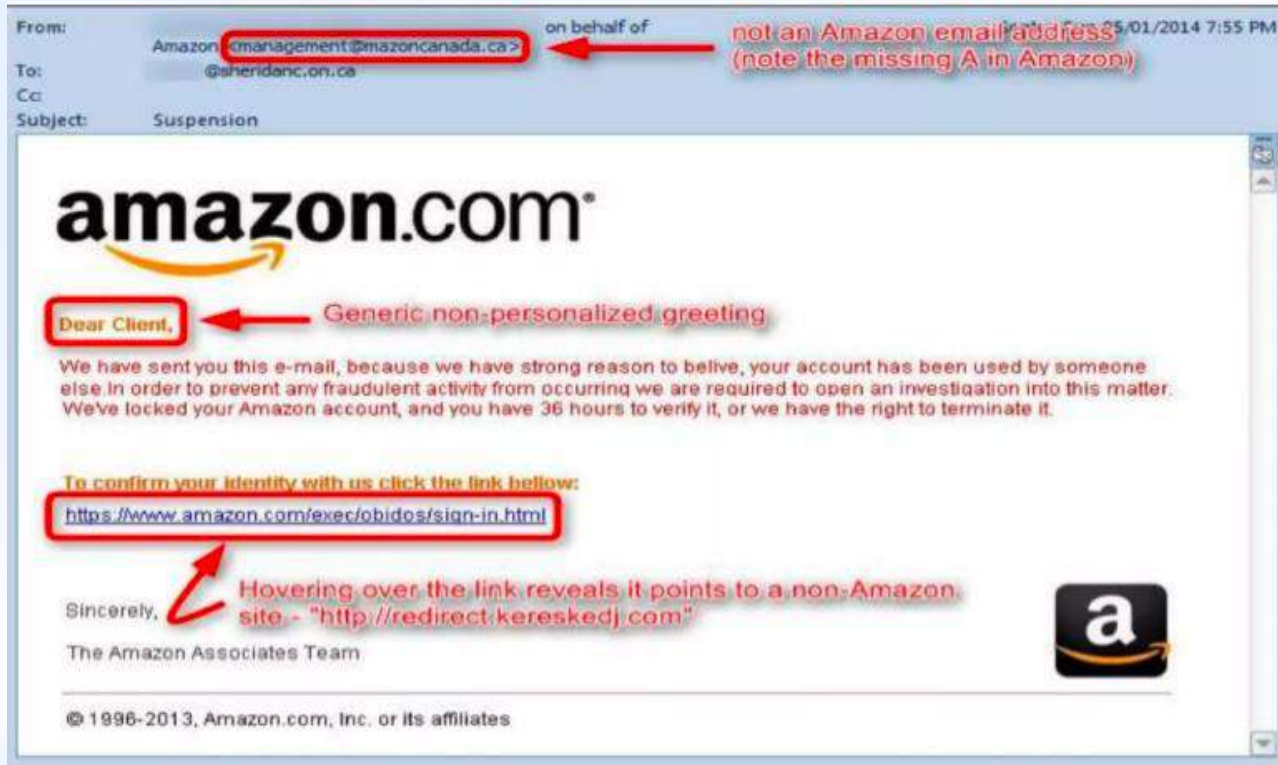 From: on behalf of
not an Amazon email address 5/01/2014 7:55 PM
Amazon <management@mazoncanada.ca>
(note the missing A in Amazon)
To: @sheridanc.on.ca
Cc:
Subject: Suspension
amazon.com
Dear Client,
Generic non-personalized greeting
We have sent you this e-mail, because we have strong reason to belive, your account has been used by someone
else In order to prevent any fraudulent activity from occurring we are required to open an investigation into this matter.
We've locked your Amazon account, and you have 36 hours to verify it, or we have the right to terminate it.
To confirm your identity with us click the link bellow:
https://www.amazon.com/exec/obidos/sign-in.html
Hovering over the link reveals it points to a non-Amazon
site - "http://redirect.kereskedj.com"
Sincerely,
The Amazon Associates Team
a
© 1996-2013, Amazon.com, Inc. or its affiliates